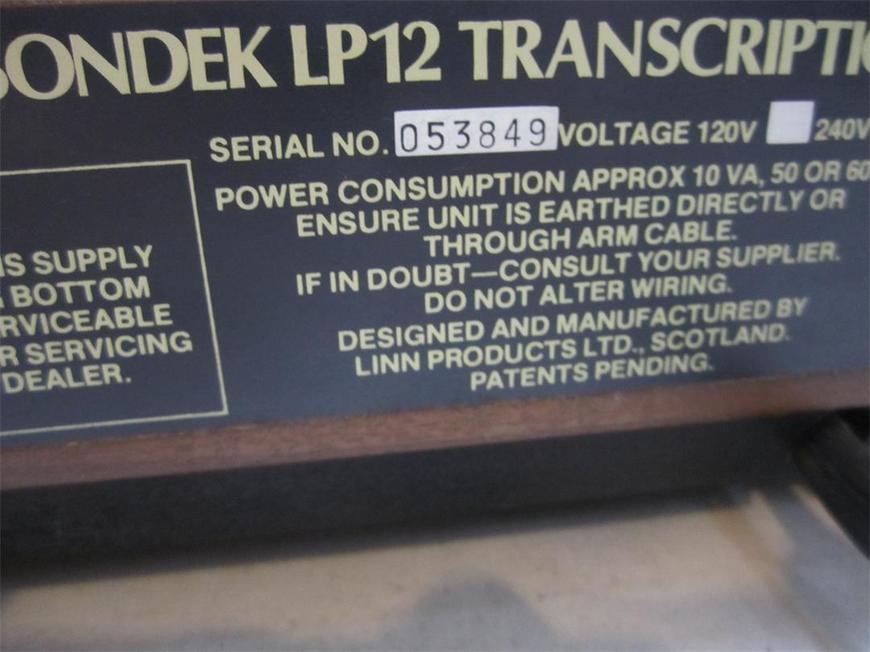 SONDEK LP12 TRANSCRIPTI
SERIAL NO. 053849 VOLTAGE 120V 240V
POWER CONSUMPTION APPROX 10 VA, 50 OR 60
ENSURE UNIT IS EARTHED DIRECTLY OR
THROUGH ARM CABLE.
IF IN DOUBT—CONSULT YOUR SUPPLIER.
DO NOT ALTER WIRING.
DESIGNED AND MANUFACTURED BY
LINN PRODUCTS LTD., SCOTLAND.
PATENTS PENDING.
IS SUPPLY
BOTTOM
RVICEABLE
R SERVICING
DEALER.